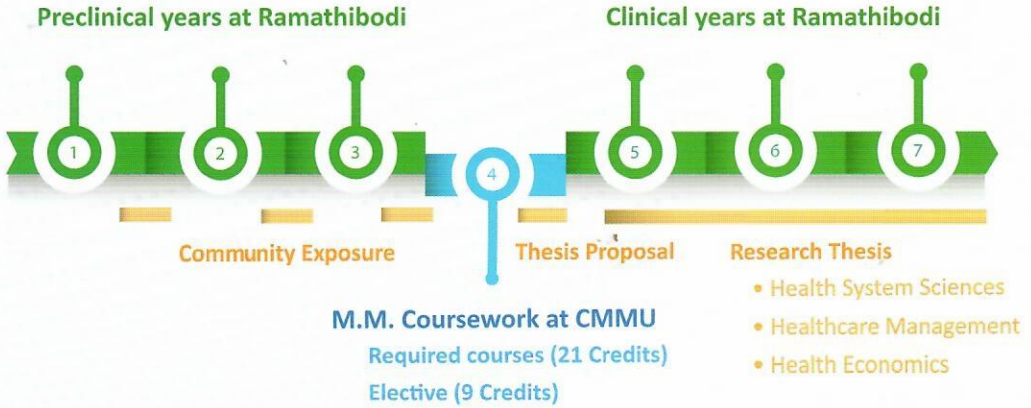 Preclinical years at Ramathibodi
Clinical years at Ramathibodi
1
2
3
4
5
6
7
Community Exposure
Thesis Proposal
Research Thesis
• Health System Sciences
• Healthcare Management
• Health Economics
M.M. Coursework at CMMU
Required courses (21 Credits)
Elective (9 Credits)